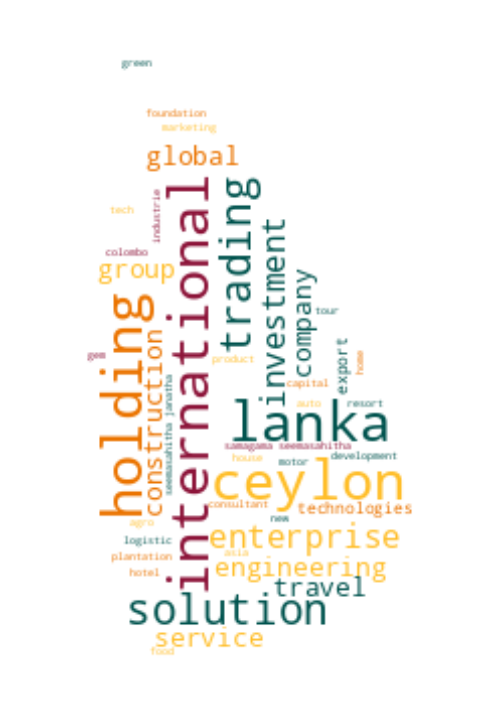 green
foundation
marketing
global
international
trading
industrie
tech
investment
colombo
group
company
holding
tour
construction
export
home
gem
product
seemasahitha janatha
capital
lanka
auto
resort
samagama seemasahitha
house
motor
development
ceylon
consultant
technologies
new
agro
enterprise
logistic
asia
plantation
engineering
hotel
travel
solution
service
food